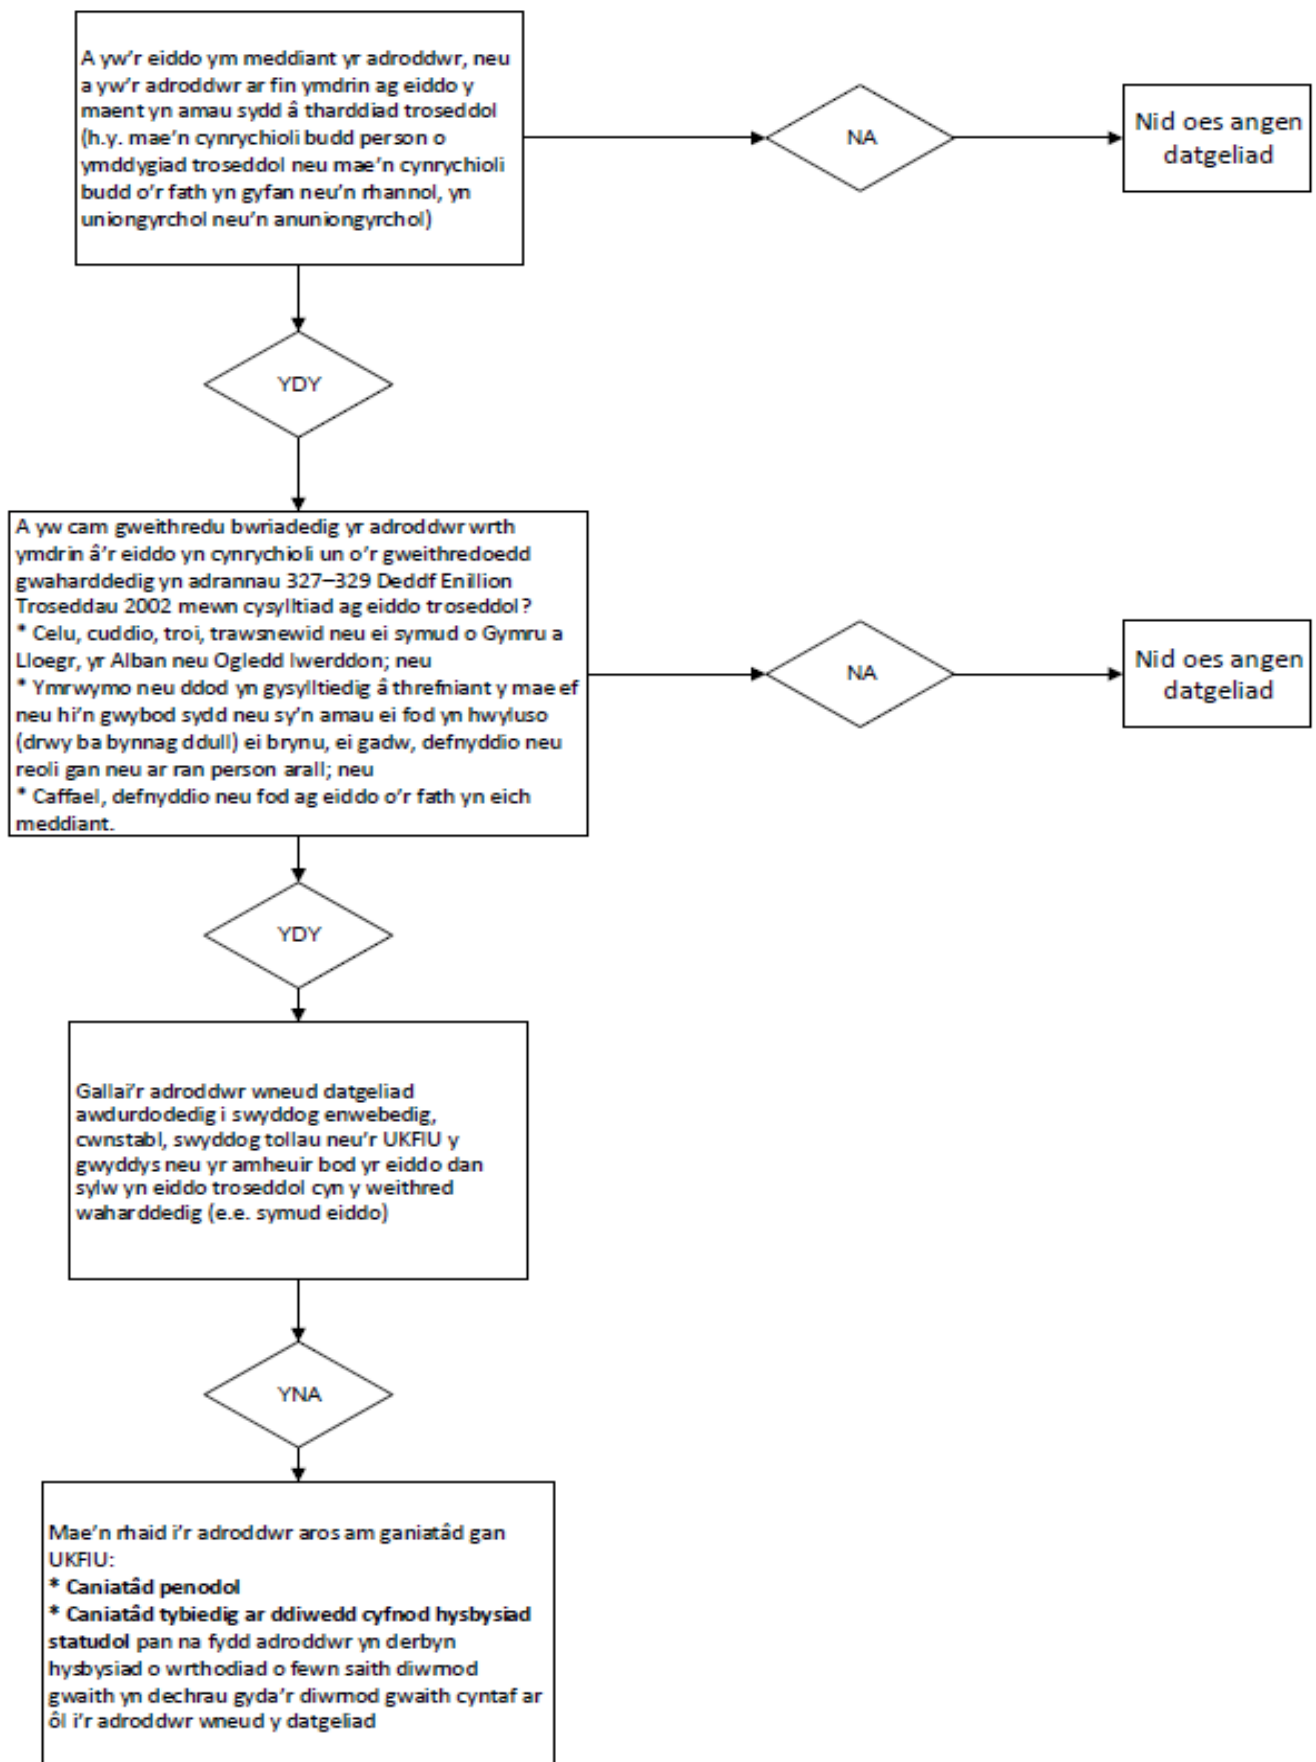 A yw'r eiddo ym meddiant yr adroddwr, neu
a yw'r adroddwr ar fin ymdrin ag eiddo y
maent yn amau sydd â tharddiad troseddol
(h.y. mae'n cynrychioli budd person o
ymddygiad troseddol neu mae'n cynrychioli
budd o'r fath yn gyfan neu'n rhannol, yn
uniongyrchol neu'n anuniongyrchol)
NA
Nid oes angen
datgeliad
YDY
A yw cam gweithredu bwriadedig yr adroddwr wrth
ymdrin â'r eiddo yn cynrychioli un o'r gweithredoedd
gwaharddedig yn adrannau 327–329 Deddf Enillion
Troseddau 2002 mewn cysylltiad ag eiddo troseddol?
* Celu, cuddio, troi, trawsnewid neu ei symud o Gymru a
Lloegr, yr Alban neu Ogledd Iwerddon; neu
* Ymrwymo neu ddod yn gysylltiedig â threfniant y mae ef
neu hi'n gwybod sydd neu sy'n amau ei fod yn hwyluso
(drwy ba bynnag ddull) ei brynu, ei gadw, defnyddio neu
reoli gan neu ar ran person arall; neu
* Caffael, defnyddio neu fod ag eiddo o'r fath yn eich
meddiant.
NA
Nid oes angen
datgeliad
YDY
Gallai'r adroddwr wneud datgeliad
awdurdodedig i swyddog enwebedig,
cwnstabl, swyddog tollau neu'r UKFIU y
gwyddys neu yr amheuir bod yr eiddo dan
sylw yn eiddo troseddol cyn y weithred
waharddedig (e.e. symud eiddo)
YNA
Mae'n rhaid i'r adroddwr aros am ganiatâd gan
UKFIU:
* Caniatâd penodol
* Caniatâd tybiedig ar ddiwedd cyfnod hysbysiad
statudol pan na fydd adroddwr yn derbyn
hysbysiad o wrthodiad o fewn saith diwrnod
gwaith yn dechrau gyda'r diwrnod gwaith cyntaf ar
ôl i'r adroddwr wneud y datgeliad